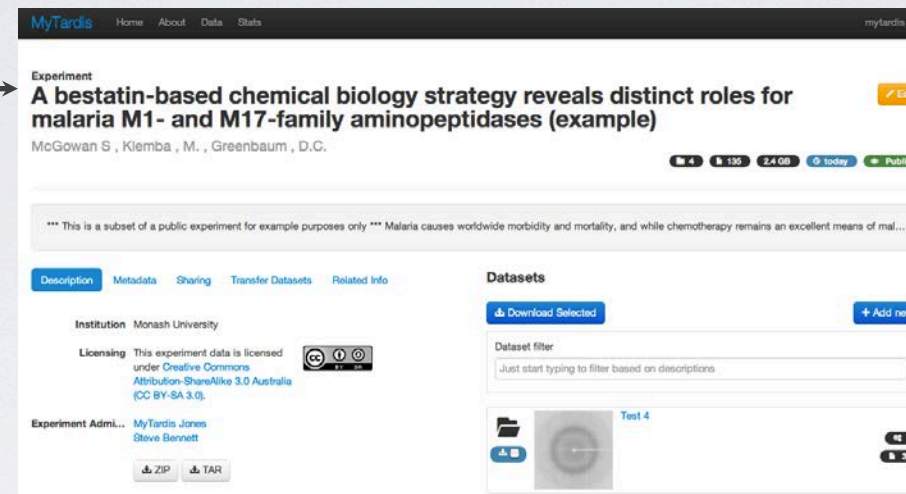 MyTardis Home About Data Stats mytardis
Experiment
A bestatin-based chemical biology strategy reveals distinct roles for
malaria M1- and M17-family aminopeptidases (example)
McGowan S , Klemba , M. , Greenbaum , D.C.
4 135 2.4 GB today Publi
*** This is a subset of a public experiment for example purposes only *** Malaria causes worldwide morbidity and mortality, and while chemotherapy remains an excellent means of mal...
Description Metadata Sharing Transfer Datasets Related Info
Institution Monash University
Licensing This experiment data is licensed
under Creative Commons
Attribution-ShareAlike 3.0 Australia
(CC BY-SA 3.0).
cc BY SA
Experiment Admi... MyTardis Jones
Steve Bennett
ZIP TAR
Datasets
Download Selected + Add ne
Dataset filter
Just start typing to filter based on descriptions
Test 4